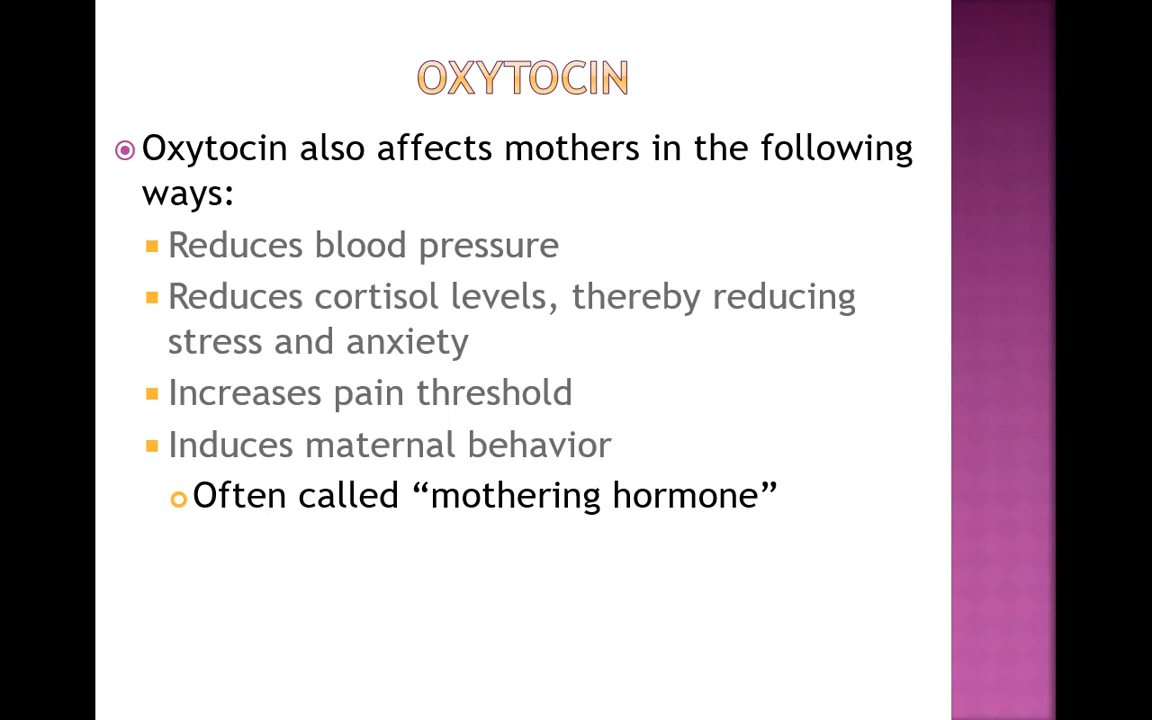 OXYTOCIN
Oxytocin also affects mothers in the following
ways:
Reduces blood pressure
Reduces cortisol levels, thereby reducing
stress and anxiety
Increases pain threshold
Induces maternal behavior
Often called “mothering hormone”